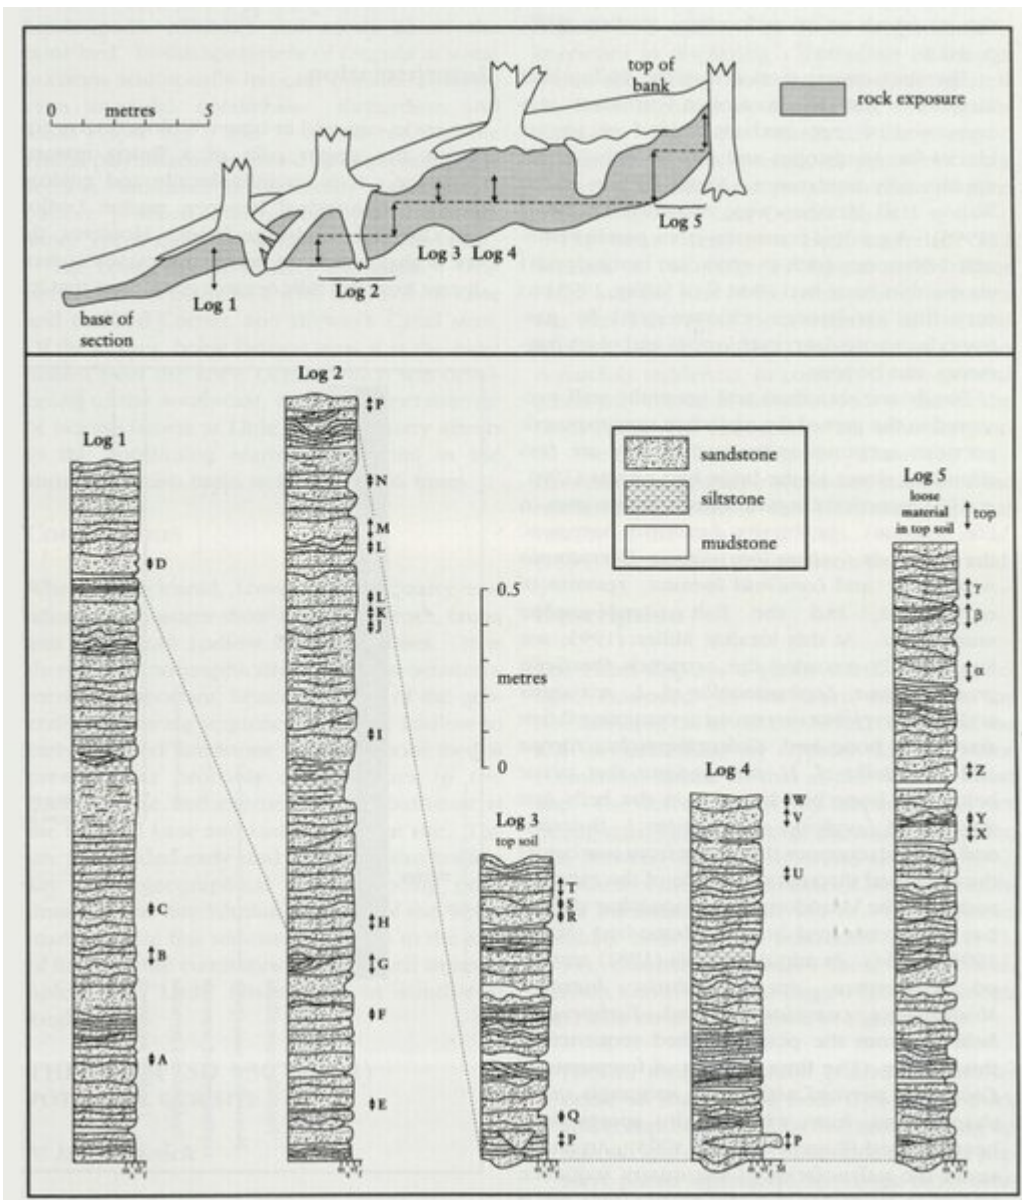 0 metres 5
top of
bank
rock exposure
Log 1
Log 2
Log 3
Log 4
Log 5
base of
section
Log 1
D
C
B
A
Log 2
P
N
M
L
L
K
J
I
H
G
F
E
0.5
metres
0
sandstone
siltstone
mudstone
Log 3
top soil
T
S
R
Q
P
Log 4
W
V
U
P
Log 5
loose
material
in top soil
top
γ
β
α
Z
Y
X